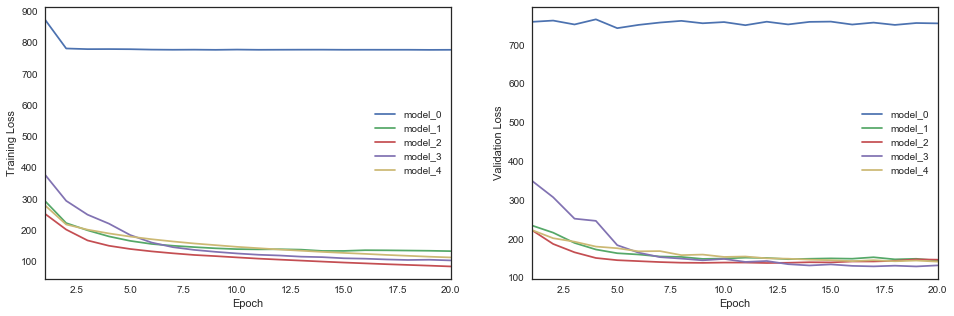 900
800
700
600
500
400
300
200
100
Training Loss
model_0
model_1
model_2
model_3
model_4
2.5 5.0 7.5 10.0 12.5 15.0 17.5 20.0
Epoch
700
600
500
400
300
200
100
Validation Loss
model_0
model_1
model_2
model_3
model_4
2.5 5.0 7.5 10.0 12.5 15.0 17.5 20.0
Epoch